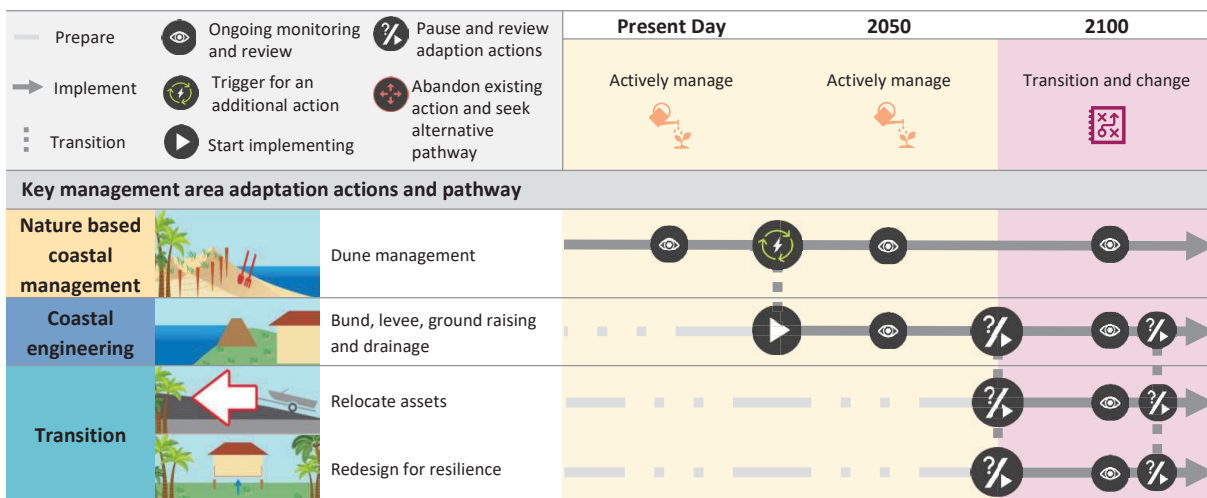 Prepare
Implement
Transition
Ongoing monitoring
and review
Trigger for an
additional action
Start implementing
Pause and review
adaption actions
Abandon existing
action and seek
alternative
pathway
Present Day
2050
2100
Actively manage
Actively manage
Transition and change
Key management area adaptation actions and pathway
Nature based
coastal
management
Dune management
Coastal
engineering
Bund, levee, ground raising
and drainage
Transition
Relocate assets
Redesign for resilience